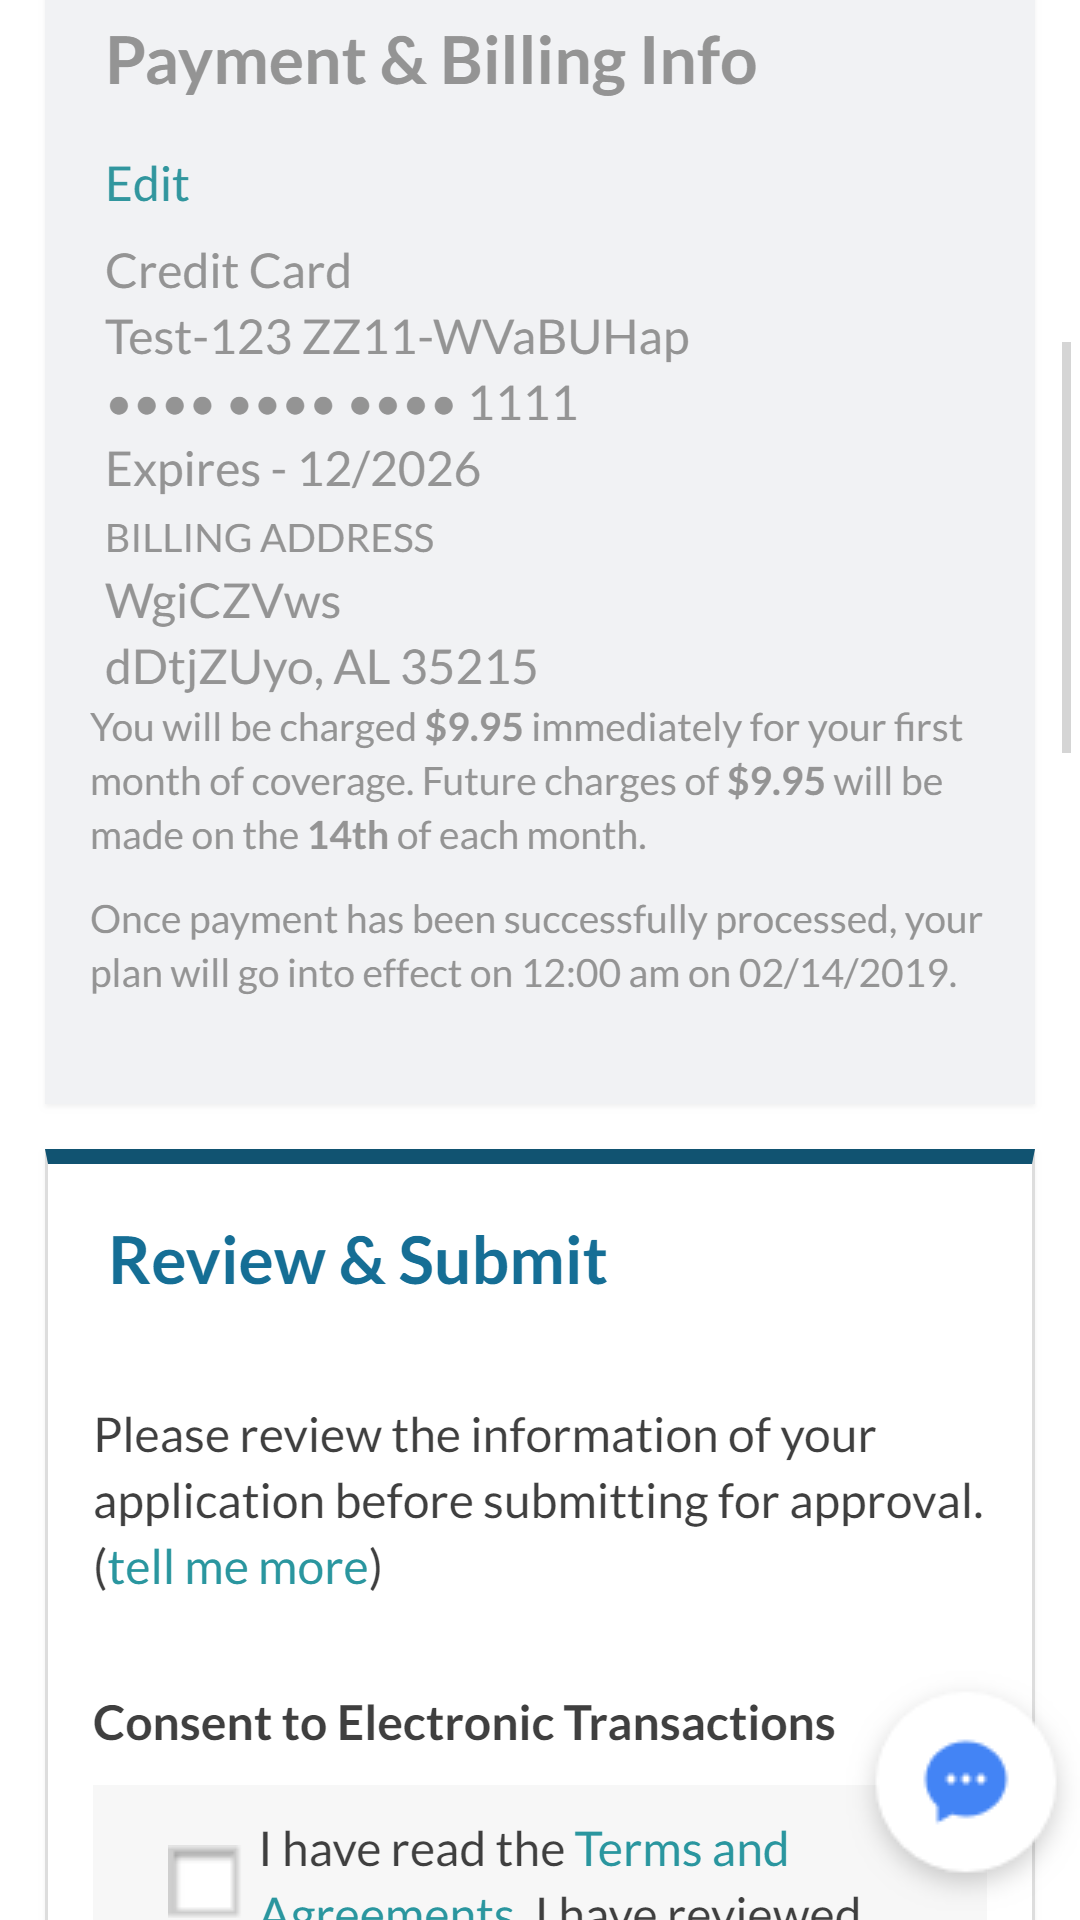 Payment & Billing Info
Edit
Credit Card
Test-123 ZZ11-WVaBUHap
•••• •••• •••• 1111
Expires - 12/2026
BILLING ADDRESS
WgiCZVws
dDtjZUyo, AL 35215
You will be charged $9.95 immediately for your first
month of coverage. Future charges of $9.95 will be
made on the 14th of each month.
Once payment has been successfully processed, your
plan will go into effect on 12:00 am on 02/14/2019.
Review & Submit
Please review the information of your
application before submitting for approval.
(tell me more)
Consent to Electronic Transactions
I have read the Terms and
Agreements. I have reviewed